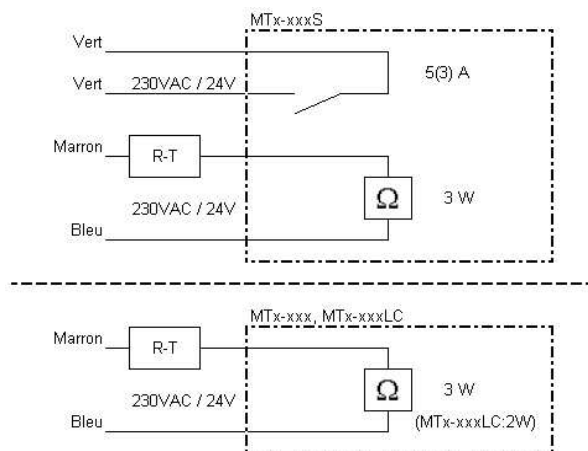 MTx-xxxS
Vert
5(3) A
Vert 230VAC / 24V
Marron R-T
Ω 3 W
230VAC / 24V
Bleu
MTx-xxx, MTx-xxxLC
Marron R-T
Ω 3 W
230VAC / 24V
(MTx-xxxLC:2W)
Bleu